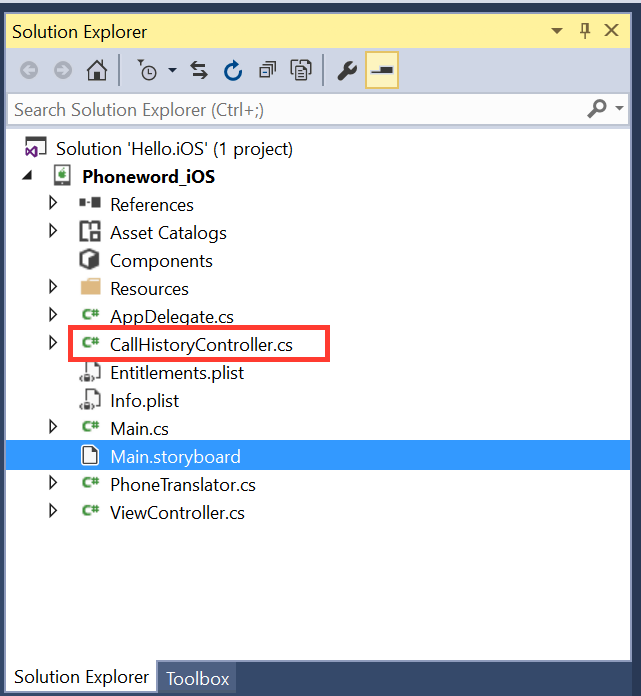 Solution Explorer
Search Solution Explorer (Ctrl+;)
Solution 'Hello.iOS' (1 project)
Phoneword_iOS
References
Asset Catalogs
Components
Resources
C# AppDelegate.cs
C# CallHistoryController.cs
Entitlements.plist
Info.plist
C# Main.cs
Main.storyboard
C# PhoneTranslator.cs
C# ViewController.cs
Solution Explorer Toolbox